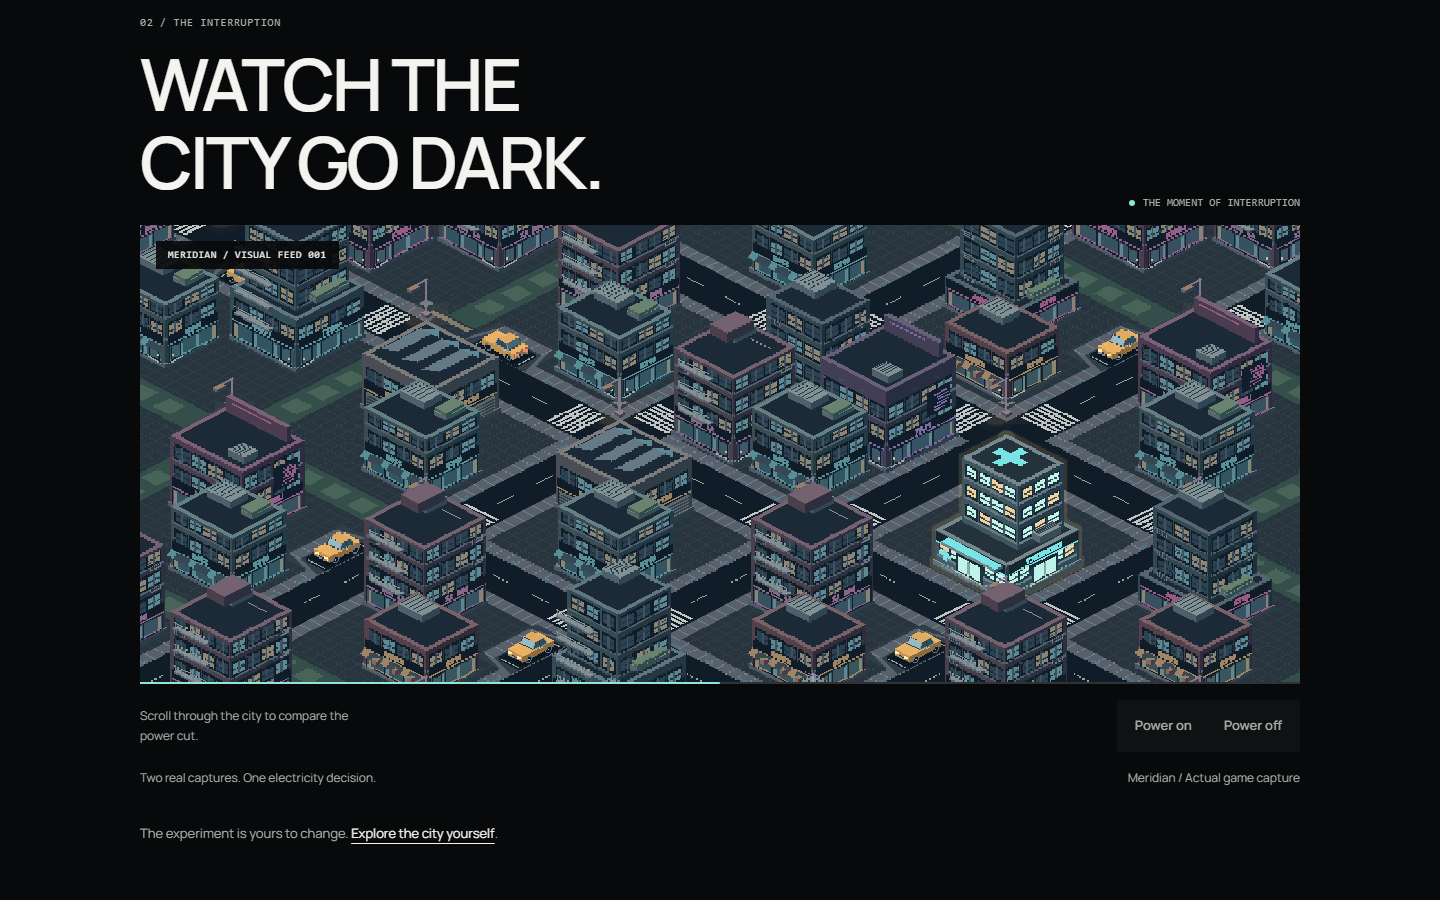 02 / THE INTERRUPTION
WATCH THE
CITY GO DARK.
THE MOMENT OF INTERRUPTION
MERIDIAN / VISUAL FEED 001
Scroll through the city to compare the
power cut.
Power on
Power off
Two real captures. One electricity decision.
Meridian / Actual game capture
The experiment is yours to change. Explore the city yourself.